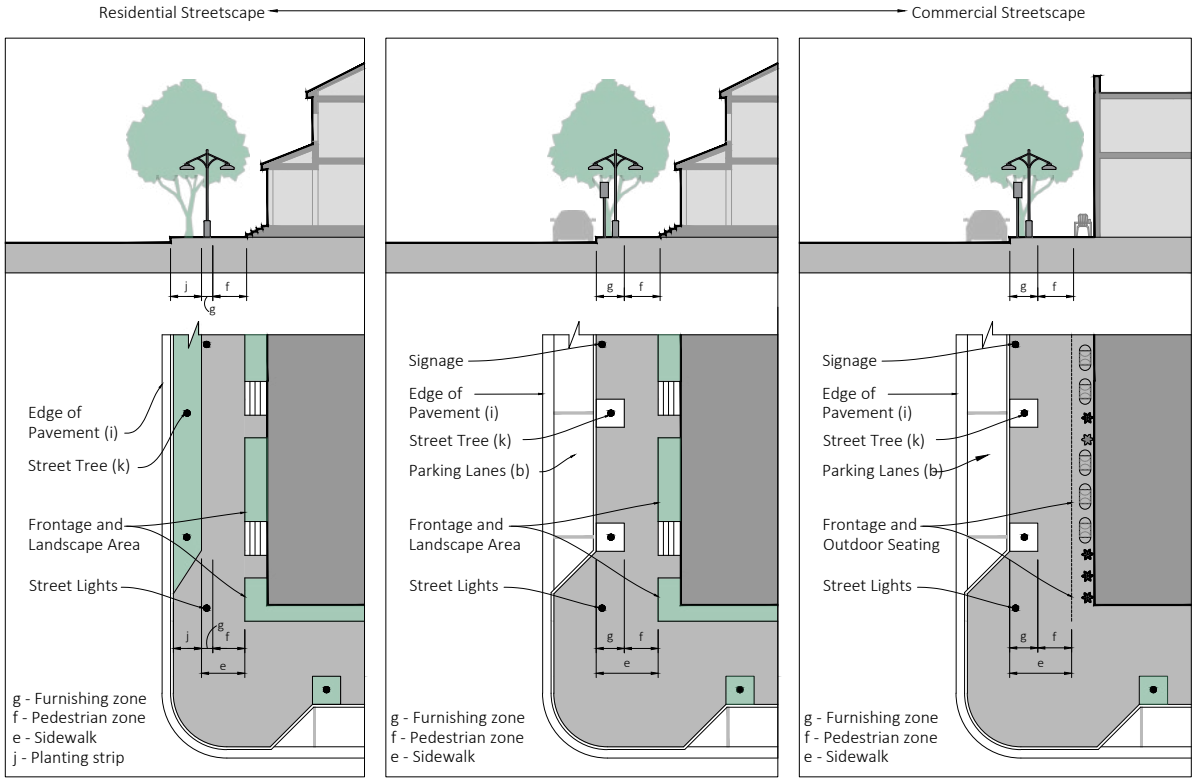 Residential Streetscape
Commercial Streetscape
j
f
g
Edge of
Pavement (i)
Street Tree (k)
Frontage and
Landscape Area
Street Lights
g
j
f
e
g - Furnishing zone
f - Pedestrian zone
e - Sidewalk
j - Planting strip
g
f
Signage
Edge of
Pavement (i)
Street Tree (k)
Parking Lanes (b)
Frontage and
Landscape Area
Street Lights
g
f
e
g - Furnishing zone
f - Pedestrian zone
e - Sidewalk
g
f
Signage
Edge of
Pavement (i)
Street Tree (k)
Parking Lanes (b)
Frontage and
Outdoor Seating
Street Lights
g
f
e
g - Furnishing zone
f - Pedestrian zone
e - Sidewalk